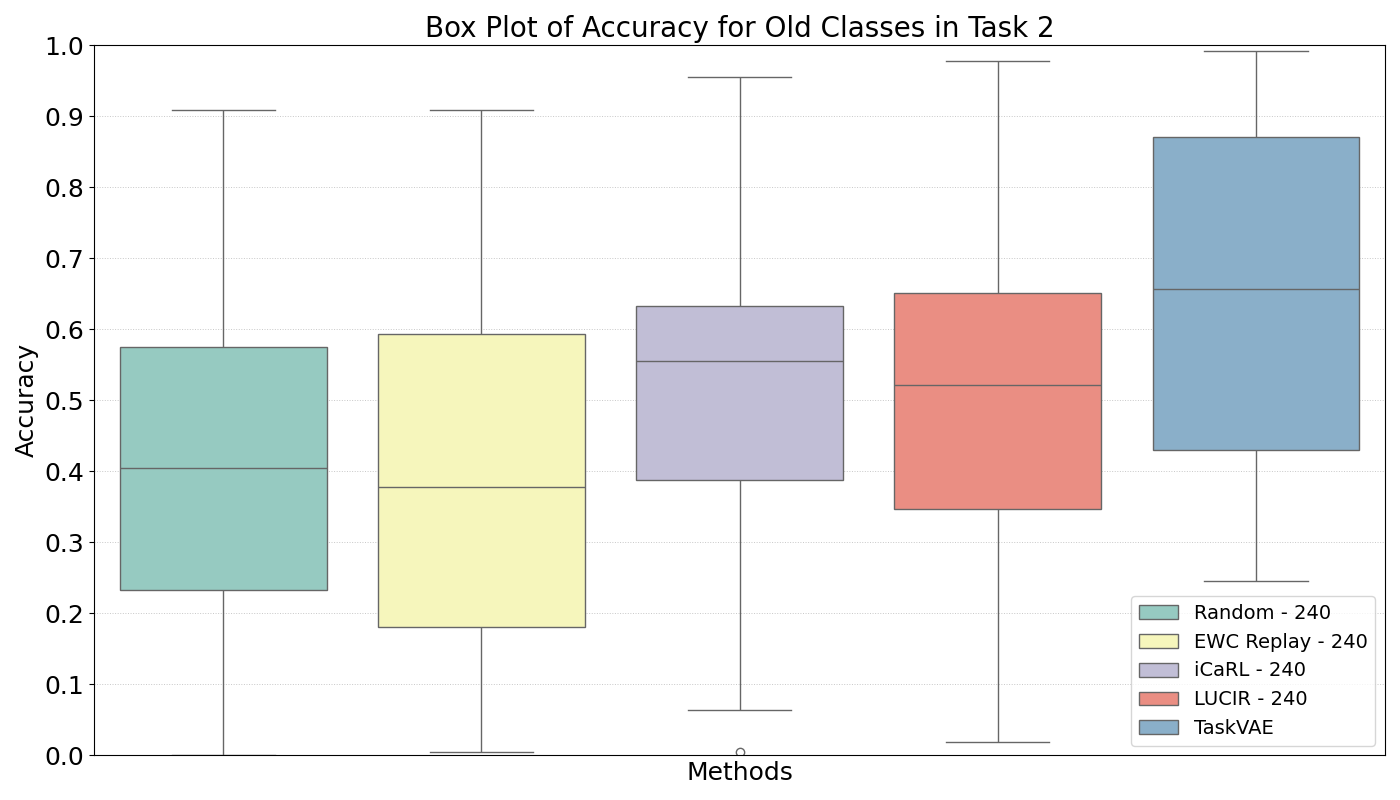 Box Plot of Accuracy for Old Classes in Task 2
1.0
0.9
0.8
0.7
0.6
0.5
0.4
0.3
0.2
0.1
0.0
Accuracy
Methods
Random - 240
EWC Replay - 240
iCaRL - 240
LUCIR - 240
TaskVAE